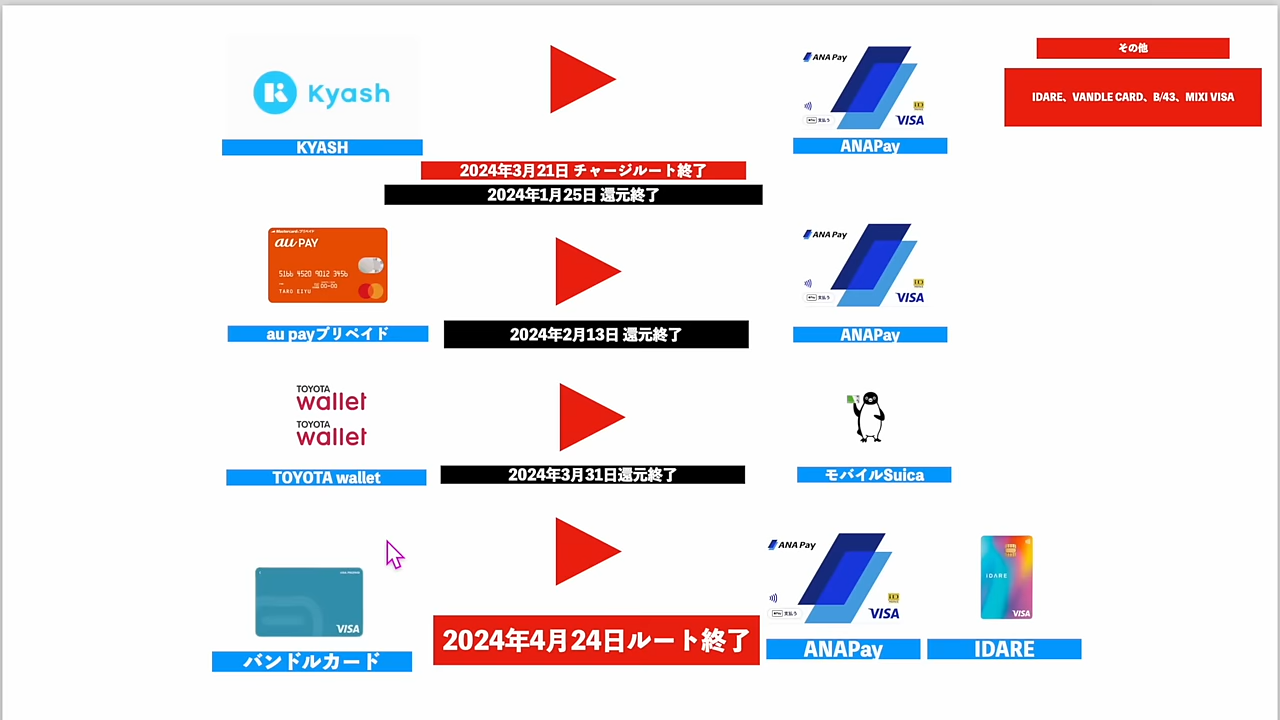 Kyash
KYASH
ANA Pay
VISA
ANAPay
その他
IDARE、VANDLE CARD、B/43、MIXI VISA
2024年3月21日 チャージルート終了
2024年1月25日 還元終了
au PAY
5166 4520 9012 3456
TARO EIYU
au payプリペイド
2024年2月13日 還元終了
ANA Pay
VISA
ANAPay
TOYOTA
wallet
TOYOTA
wallet
TOYOTA wallet
2024年3月31日還元終了
モバイルSuica
VISA
バンドルカード
2024年4月24日ルート終了
ANA Pay
VISA
ANAPay
IDARE
VISA
IDARE